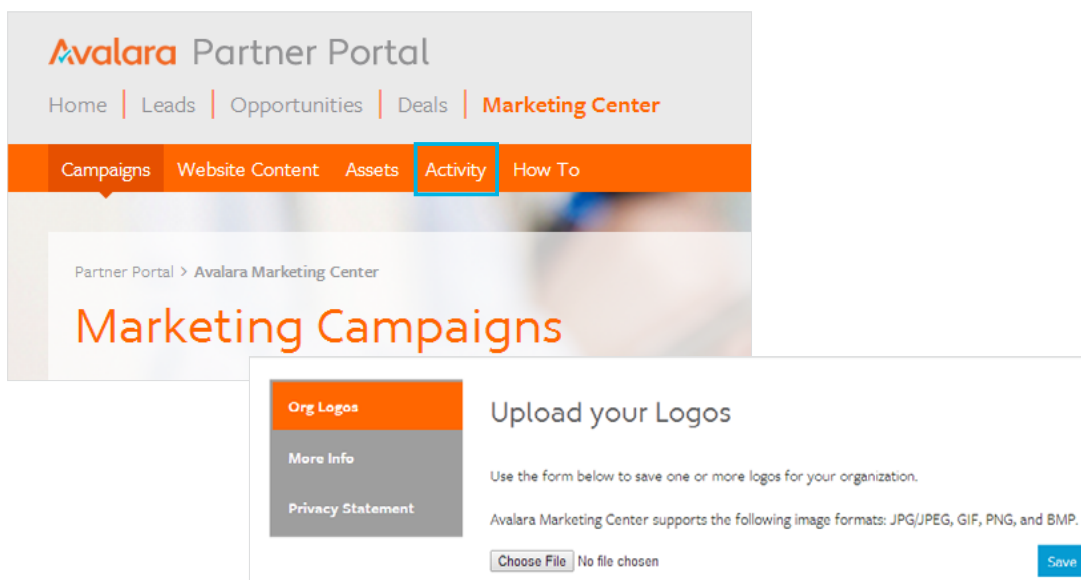 Avalara Partner Portal
Home | Leads | Opportunities | Deals | Marketing Center
Campaigns Website Content Assets Activity How To
Partner Portal > Avalara Marketing Center
Marketing Campaigns
Org Logos
More Info
Privacy Statement
Upload your Logos
Use the form below to save one or more logos for your organization.
Avalara Marketing Center supports the following image formats: JPG/JPEG, GIF, PNG, and BMP.
Choose File No file chosen
Save